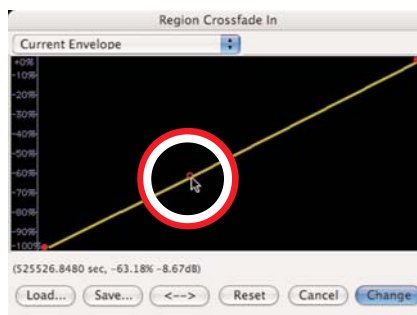 Region Crossfade In
Current Envelope
+0%
-10%
-20%
-30%
-40%
-50%
-60%
-70%
-80%
-90%
-100%
(525526.8480 sec, -63.18% -8.67dB)
Load... Save... <--> Reset Cancel Change